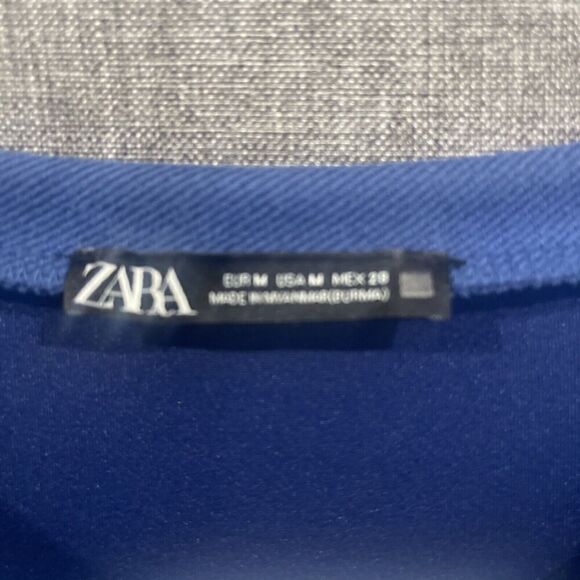 ZARA
EUR M USA M MEX 28
MADE IN MYANMAR (BURMA)